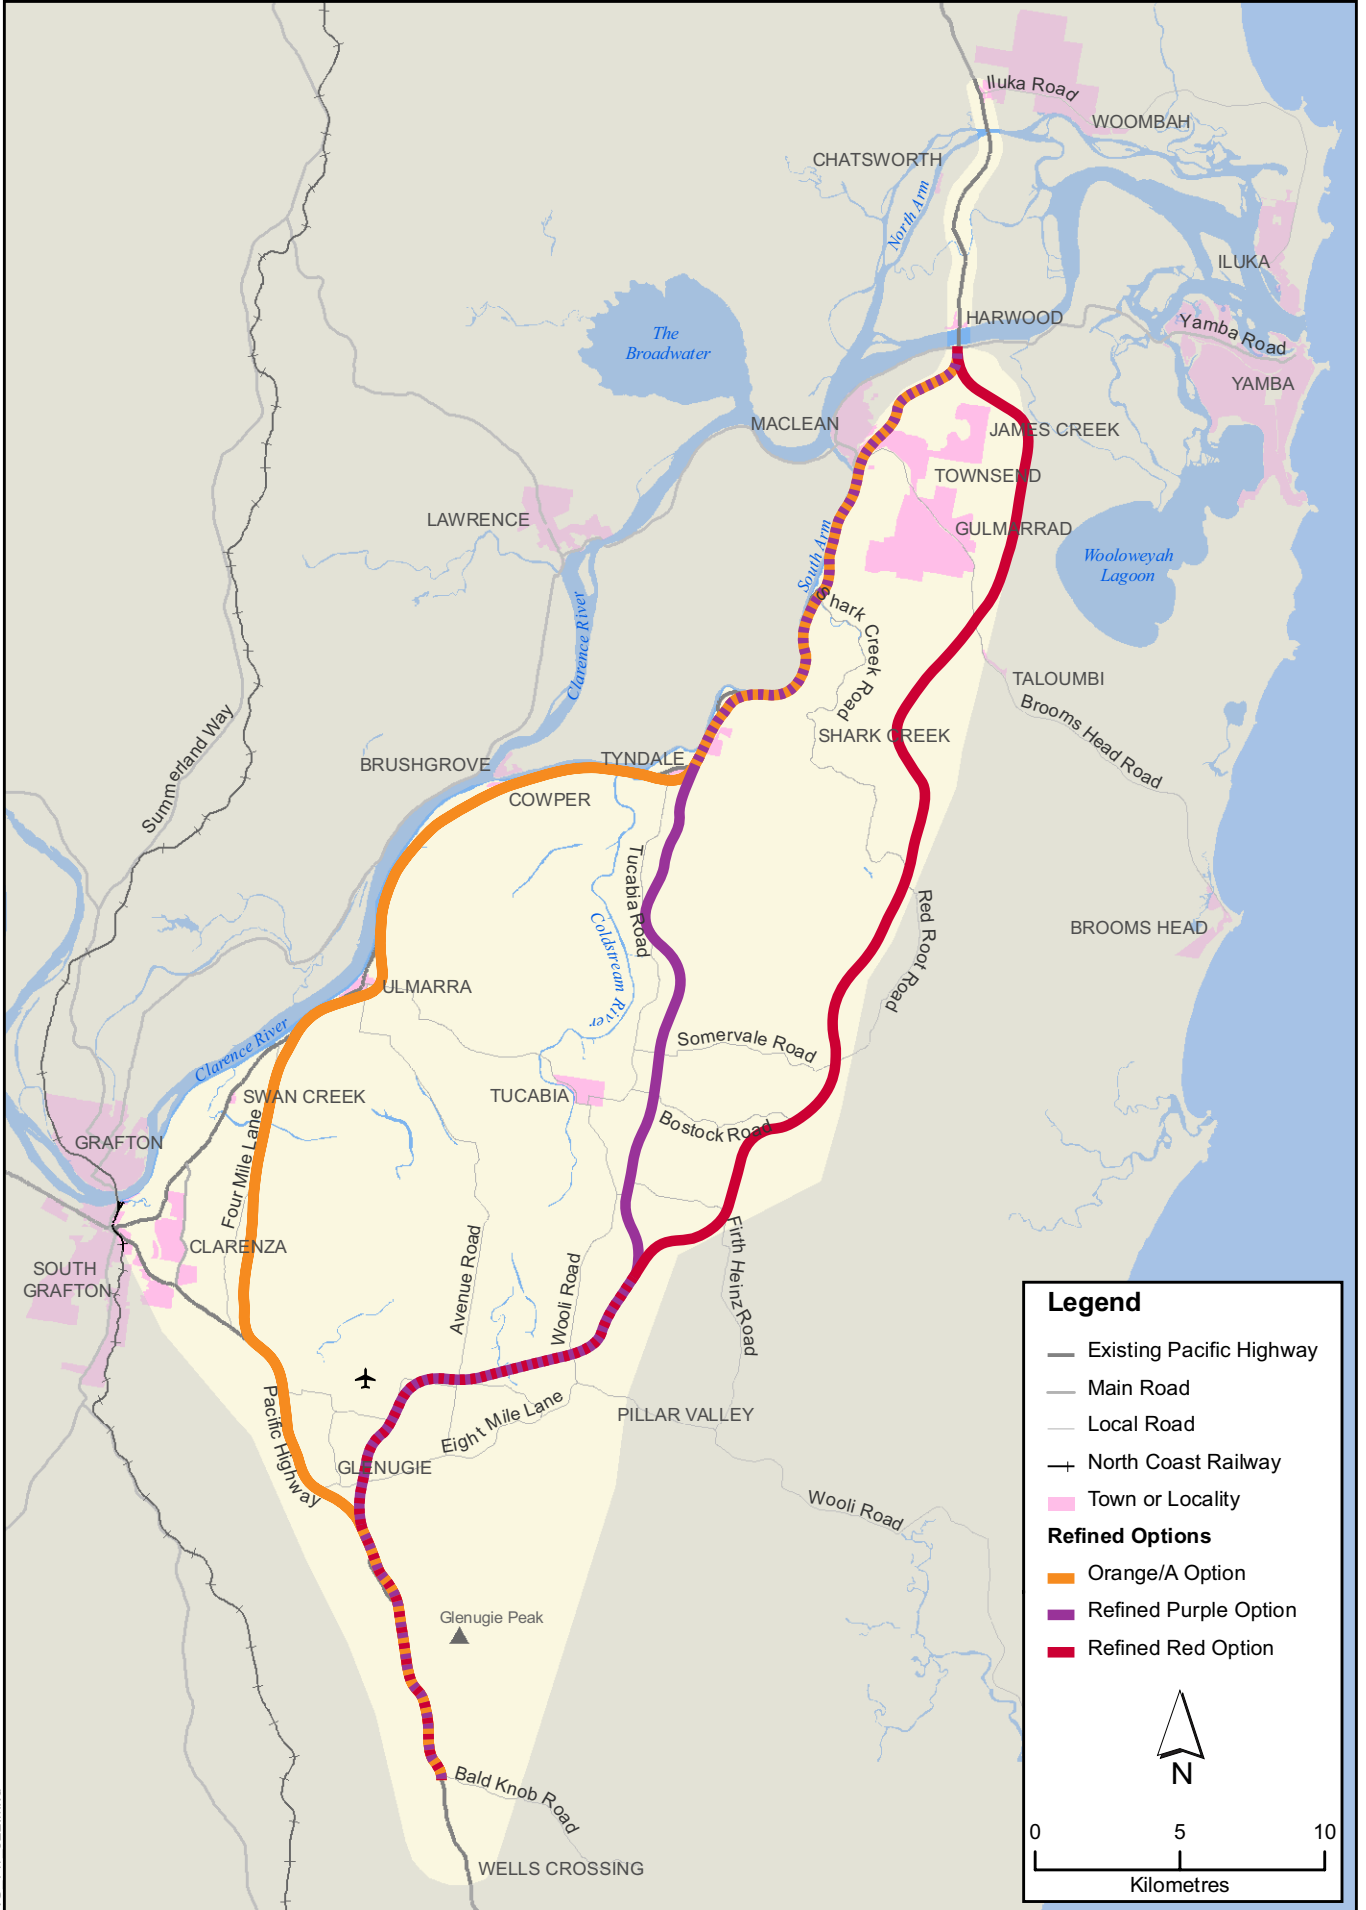 Iluka Road
WOOMBAH
CHATSWORTH
North Arm
ILUKA
HARWOOD
Yamba Road
The
Broadwater
YAMBA
MACLEAN
JAMES CREEK
TOWNSEND
LAWRENCE
GULMARRAD
South Arm
Wooloweyah
Lagoon
Clarence River
Shark Creek Road
TALOUMBI
Brooms Head Road
Summerland Way
SHARK CREEK
BRUSHGROVE
TYNDALE
COWPER
Tucabia Road
Red Root Road
BROOMS HEAD
Coldstream River
ULMARRA
Clarence River
Somervale Road
SWAN CREEK
TUCABIA
Bostock Road
GRAFTON
Four Mile Lane
CLARENZA
SOUTH
GRAFTON
Avenue Road
Wooli Road
Firth Heinz Road
Pacific Highway
Eight Mile Lane
PILLAR VALLEY
GLENUGIE
Wooli Road
Glenugie Peak
Bald Knob Road
WELLS CROSSING
Legend
Existing Pacific Highway
Main Road
Local Road
North Coast Railway
Town or Locality
Refined Options
Orange/A Option
Refined Purple Option
Refined Red Option
N
0 5 10
Kilometres